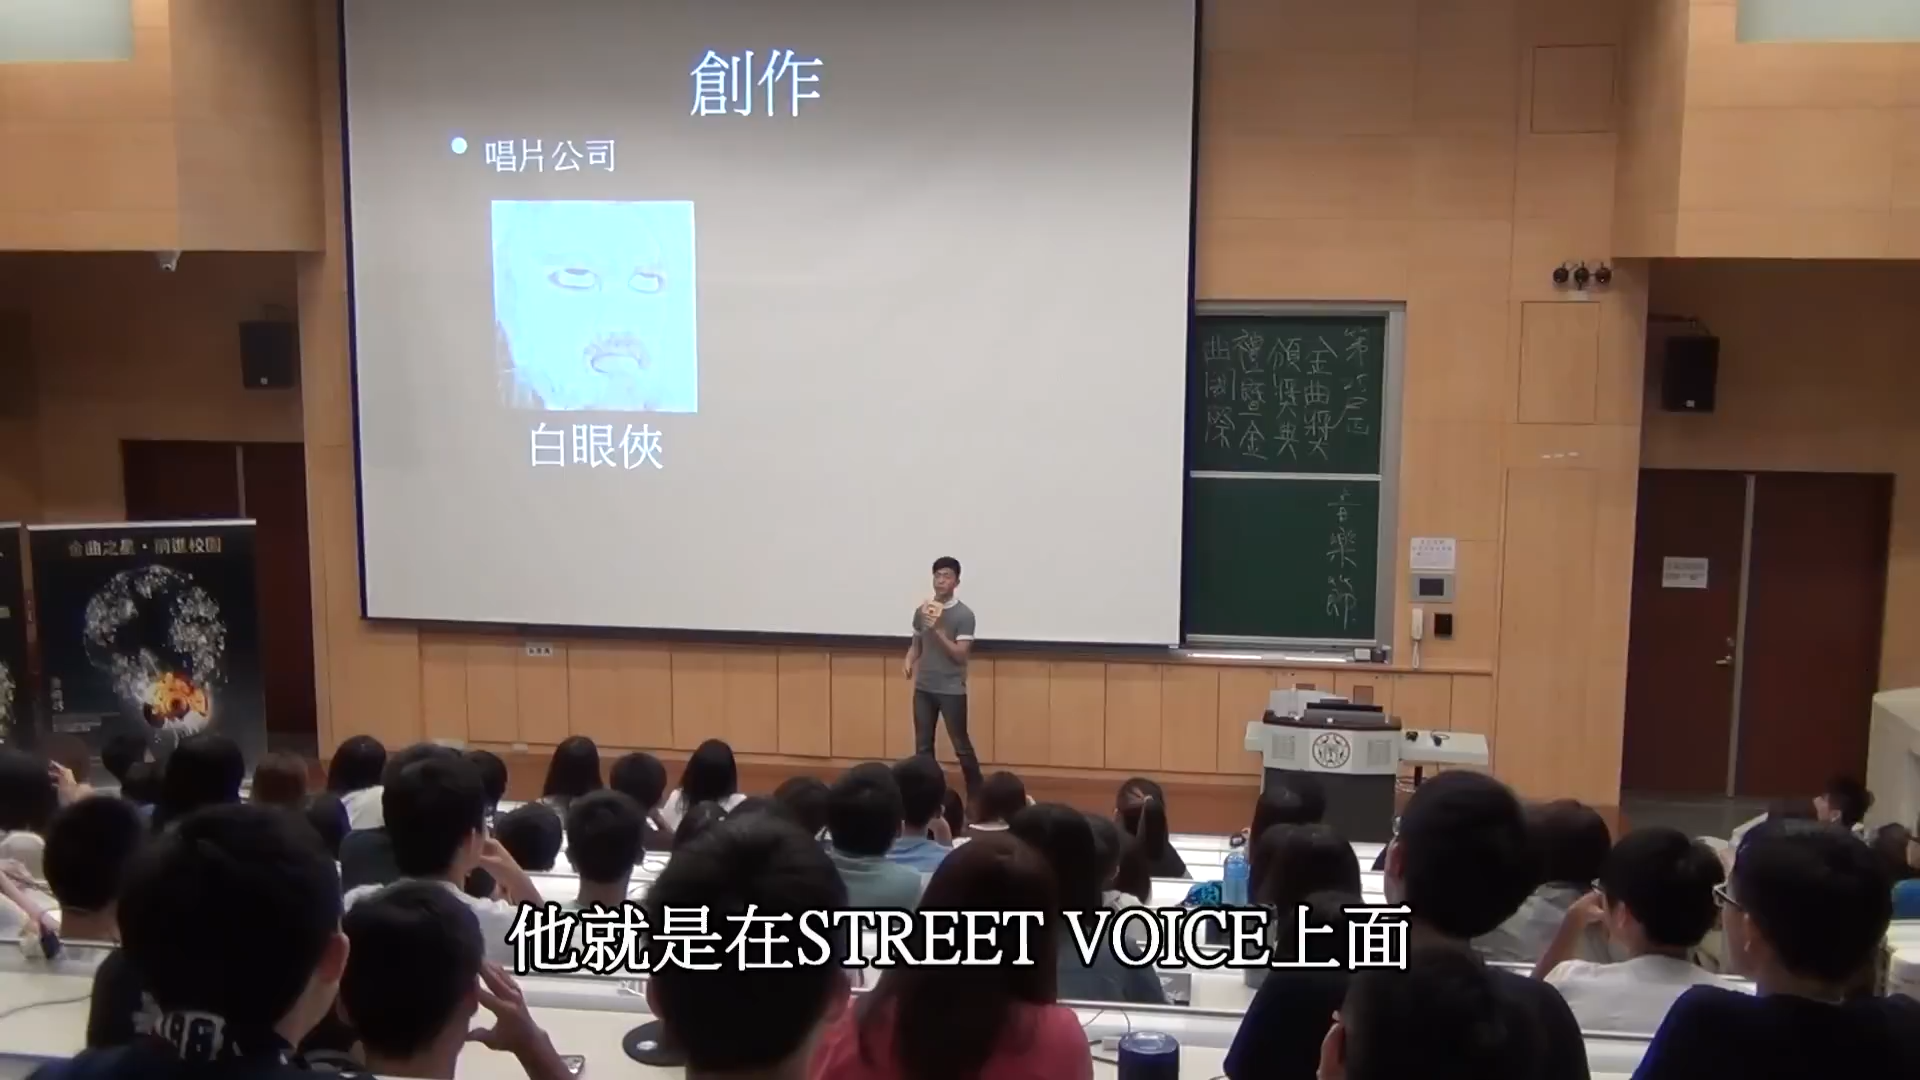 創作
唱片公司
白眼俠
第25屆
金曲獎
頒獎典
禮暨金
曲國際
音樂節
金曲之星·前進校園
他就是在STREET VOICE上面